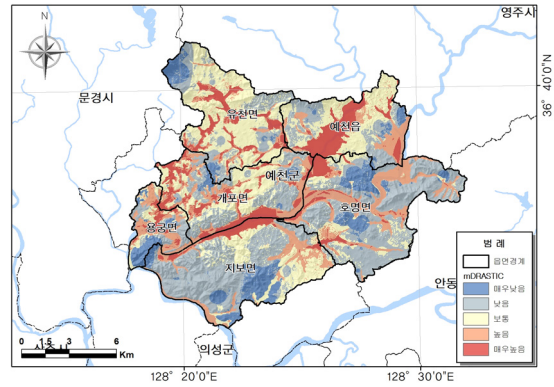 영주시
N
36° 40'0"N
문경시
유천면
예천읍
예천군
개포면
호명면
용궁면
지보면
안동
의성군
범 례
읍면경계
mDRASTIC
매우낮음
낮음
보통
높음
매우높음
0 1.5 3 6
Km
128° 20'0"E
128° 30'0"E